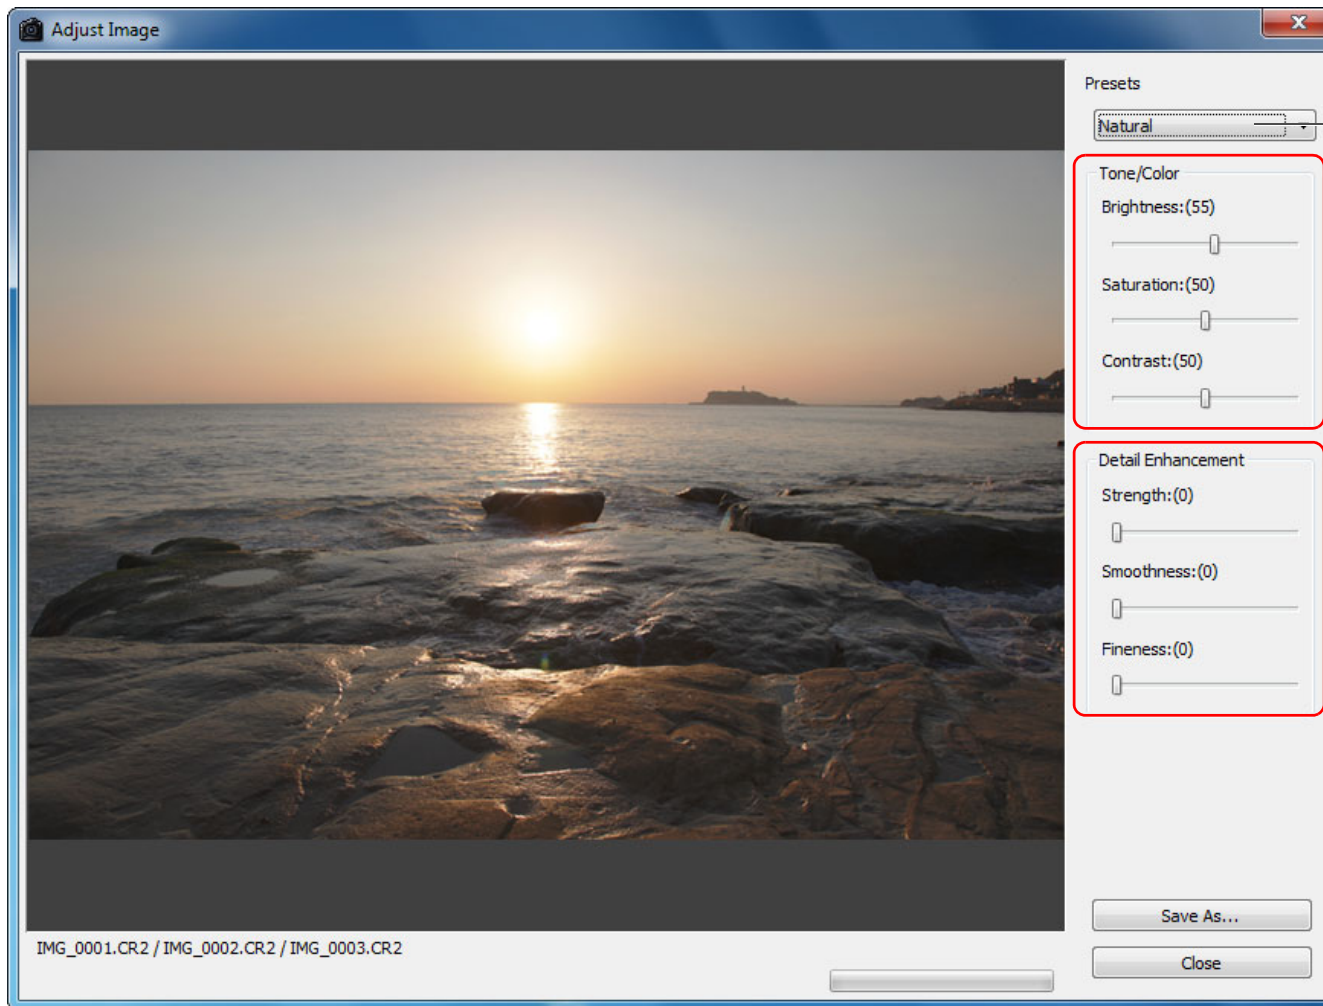 Adjust Image
Presets
Natural
Tone/Color
Brightness:(55)
Saturation:(50)
Contrast:(50)
Detail Enhancement
Strength:(0)
Smoothness:(0)
Fineness:(0)
Save As...
Close
IMG_0001.CR2 / IMG_0002.CR2 / IMG_0003.CR2